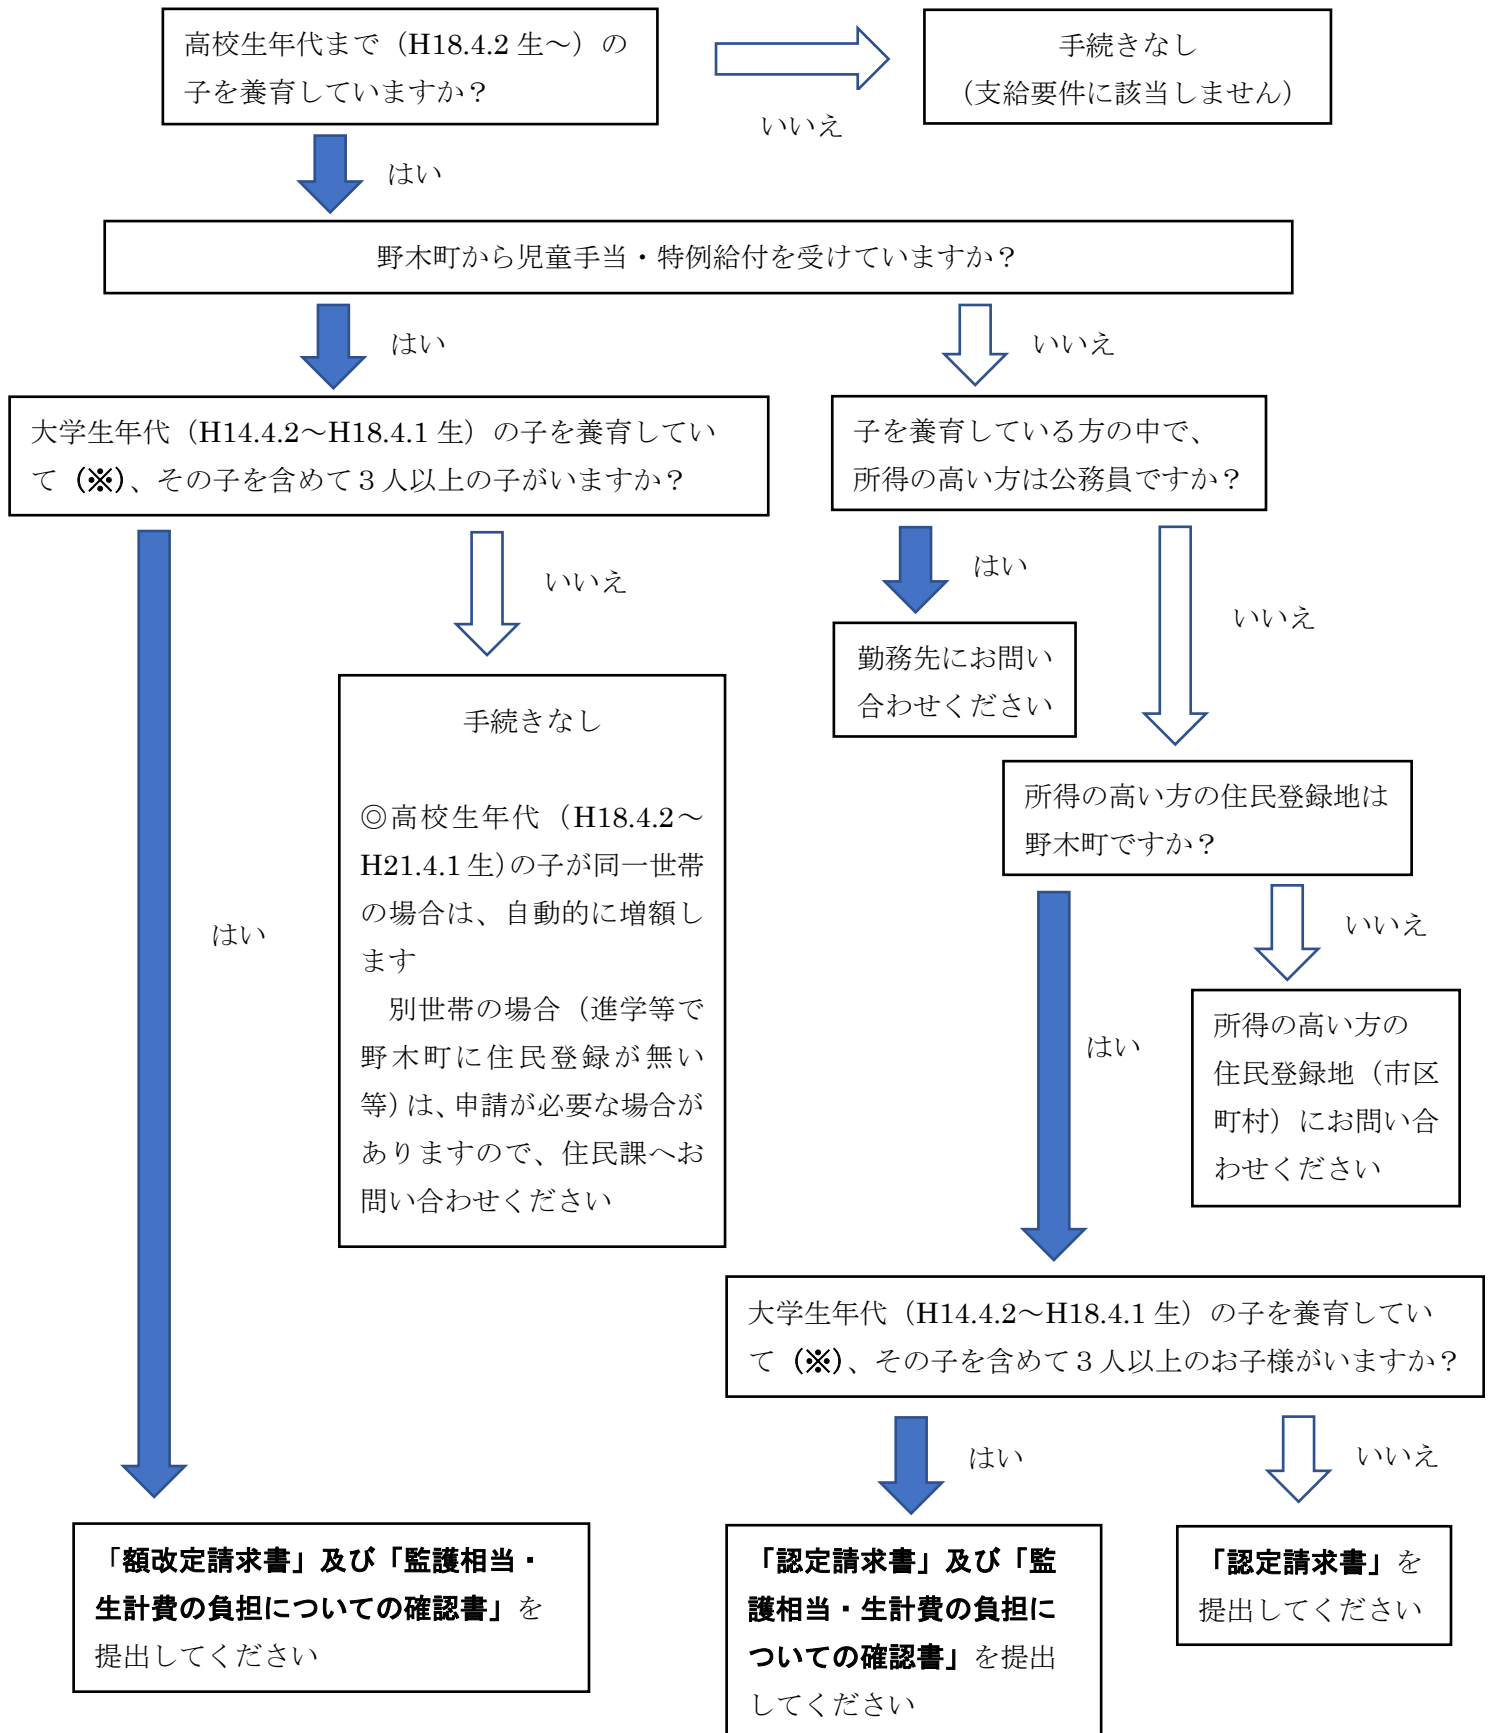 高校生年代まで（H18.4.2 生～）の
子を養育していますか？
手続きなし
（支給要件に該当しません）
いいえ
はい
野木町から児童手当・特例給付を受けていますか？
はい
いいえ
大学生年代（H14.4.2～H18.4.1 生）の子を養育してい
て（※）、その子を含めて３人以上の子がいますか？
子を養育している方の中で、
所得の高い方は公務員ですか？
いいえ
はい
いいえ
勤務先にお問い
合わせください
手続きなし
◎高校生年代（H18.4.2～
H21.4.1 生）の子が同一世帯
の場合は、自動的に増額し
ます
別世帯の場合（進学等で
野木町に住民登録が無い
等）は、申請が必要な場合が
ありますので、住民課へお
問い合わせください
所得の高い方の住民登録地は
野木町ですか？
はい
いいえ
はい
所得の高い方の
住民登録地（市区
町村）にお問い合
わせください
大学生年代（H14.4.2～H18.4.1 生）の子を養育してい
て（※）、その子を含めて３人以上のお子様がいますか？
はい
いいえ
「額改定請求書」及び「監護相当・
生計費の負担についての確認書」を
提出してください
「認定請求書」及び「監
護相当・生計費の負担に
ついての確認書」を提出
してください
「認定請求書」を
提出してください